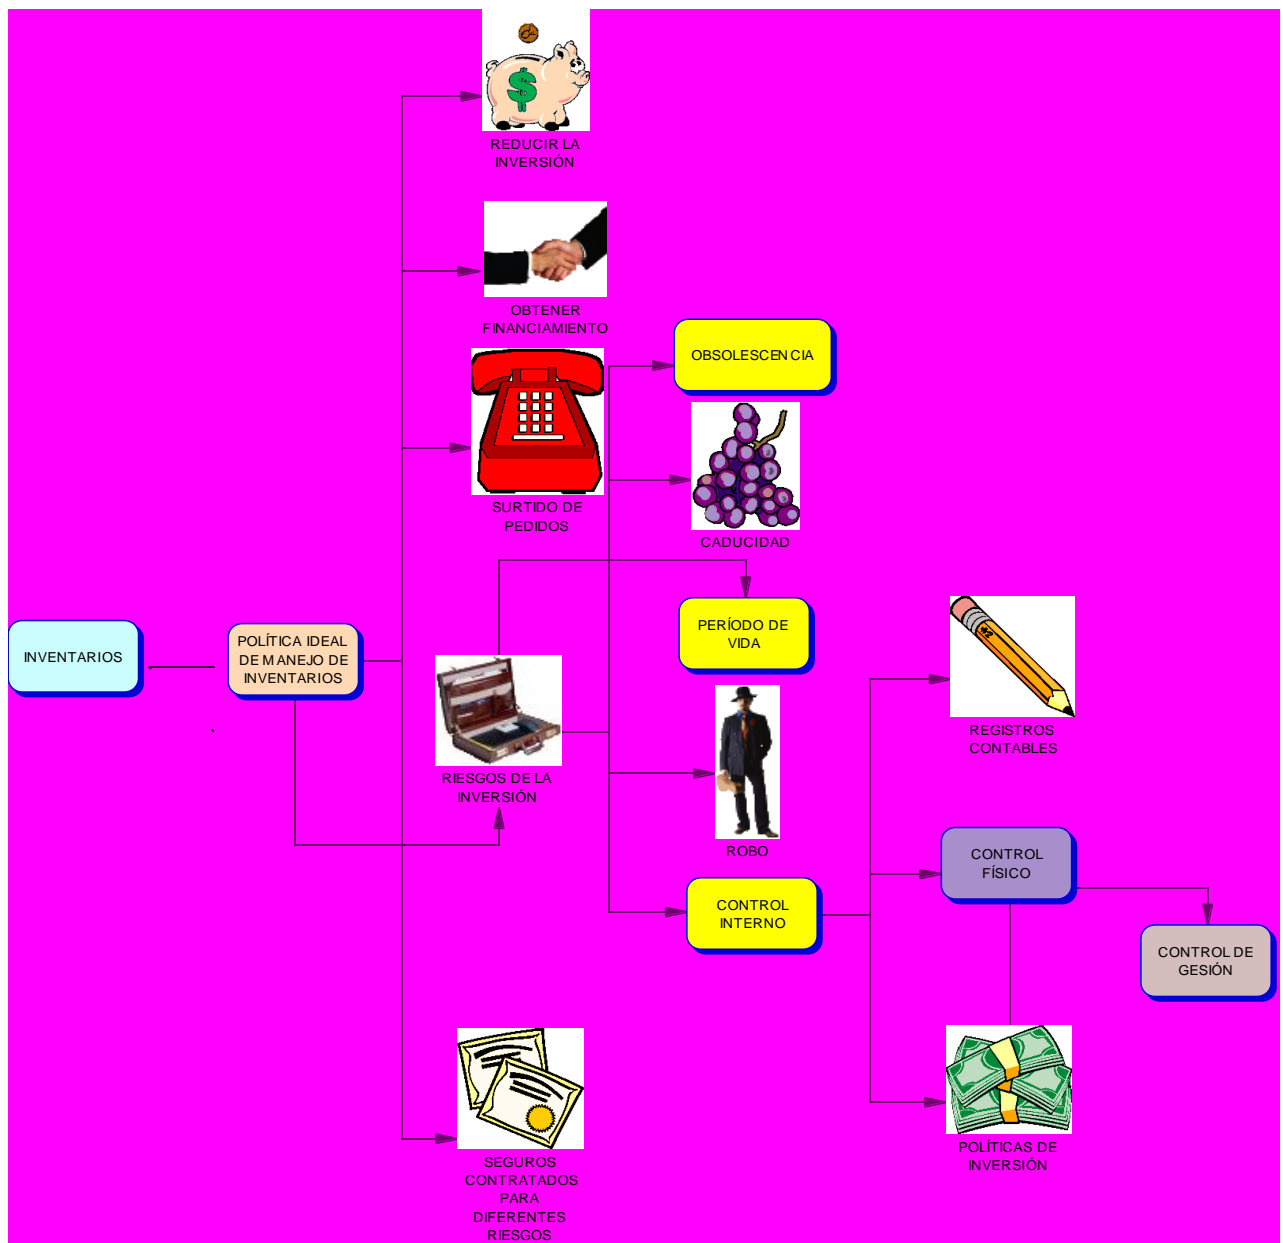 REDUCIR LA
INVERSIÓN
OBTENER
FINANCIAMIENTO
OBSOLESCENCIA
SURTIDO DE
PEDIDOS
CADUCIDAD
INVENTARIOS
POLÍTICA IDEAL
DE MANEJO DE
INVENTARIOS
PERÍODO DE
VIDA
RIESGOS DE LA
INVERSIÓN
REGISTROS
CONTABLES
ROBO
CONTROL
FÍSICO
CONTROL
INTERNO
CONTROL DE
GESIÓN
SEGUROS
CONTRATADOS
PARA
DIFERENTES
RIESGOS
POLÍTICAS DE
INVERSIÓN